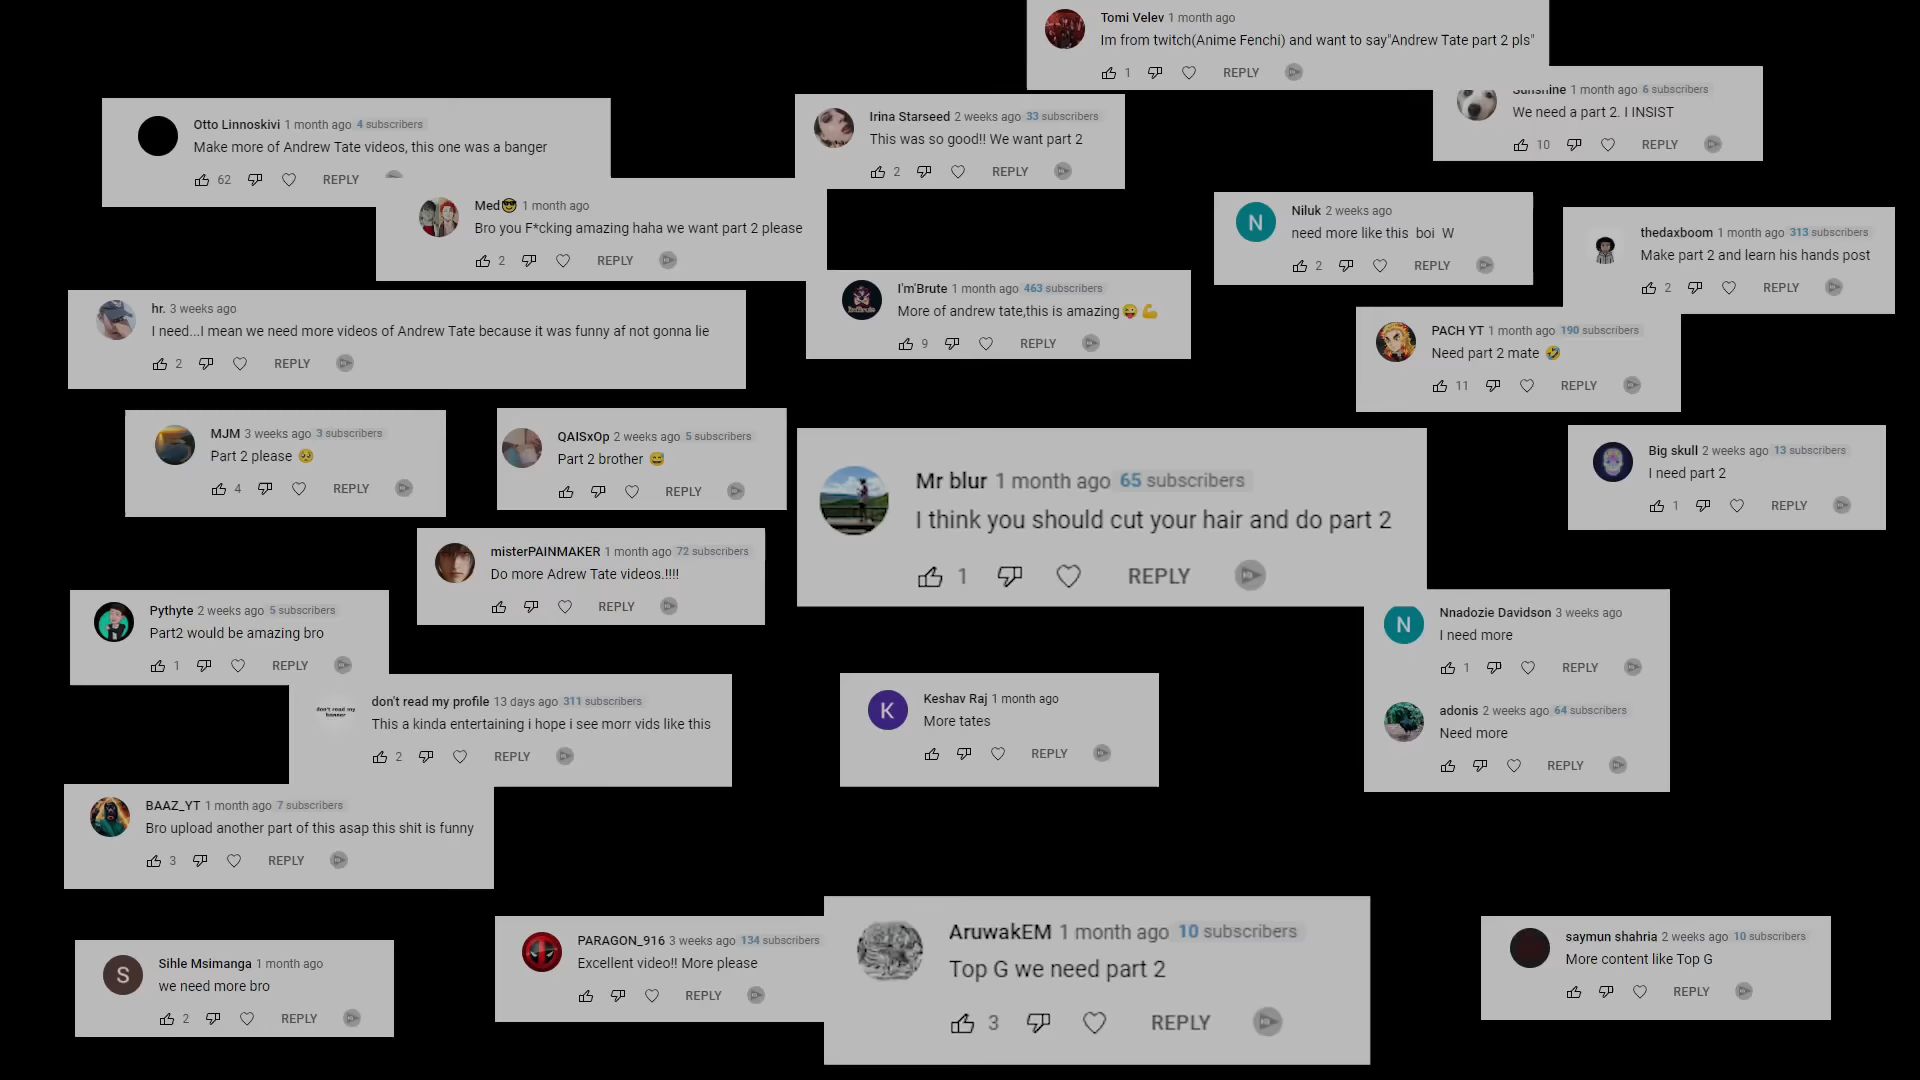 Tomi Velev 1 month ago
Im from twitch(Anime Fenchi) and want to say"Andrew Tate part 2 pls"
1 REPLY
Sunshine 1 month ago 6 subscribers
We need a part 2. I INSIST
10 REPLY
Otto Linnoskivi 1 month ago 4 subscribers
Make more of Andrew Tate videos, this one was a banger
62 REPLY
Irina Starseed 2 weeks ago 33 subscribers
This was so good!! We want part 2
2 REPLY
Med😎 1 month ago
Bro you F*cking amazing haha we want part 2 please
2 REPLY
N
Niluk 2 weeks ago
need more like this boi W
2 REPLY
thedaxboom 1 month ago 313 subscribers
Make part 2 and learn his hands post
2 REPLY
hr. 3 weeks ago
I need...I mean we need more videos of Andrew Tate because it was funny af not gonna lie
2 REPLY
I'm'Brute 1 month ago 463 subscribers
More of andrew tate,this is amazing😜💪
9 REPLY
PACH YT 1 month ago 190 subscribers
Need part 2 mate 🤣
11 REPLY
MJM 3 weeks ago 3 subscribers
Part 2 please 🥺
4 REPLY
QAISxOp 2 weeks ago 5 subscribers
Part 2 brother 😅
REPLY
Mr blur 1 month ago 65 subscribers
I think you should cut your hair and do part 2
1 REPLY
Big skull 2 weeks ago 13 subscribers
I need part 2
1 REPLY
misterPAINMAKER 1 month ago 72 subscribers
Do more Adrew Tate videos.!!!!
REPLY
Pythyte 2 weeks ago 5 subscribers
Part2 would be amazing bro
1 REPLY
N
Nnadozie Davidson 3 weeks ago
I need more
1 REPLY
adonis 2 weeks ago 64 subscribers
Need more
REPLY
don't read my
banner
don't read my profile 13 days ago 311 subscribers
This a kinda entertaining i hope i see morr vids like this
2 REPLY
K
Keshav Raj 1 month ago
More tates
REPLY
BAAZ_YT 1 month ago 7 subscribers
Bro upload another part of this asap this shit is funny
3 REPLY
S
Sihle Msimanga 1 month ago
we need more bro
2 REPLY
PARAGON_916 3 weeks ago 134 subscribers
Excellent video!! More please
REPLY
AruwakEM 1 month ago 10 subscribers
Top G we need part 2
3 REPLY
saymun shahria 2 weeks ago 10 subscribers
More content like Top G
REPLY